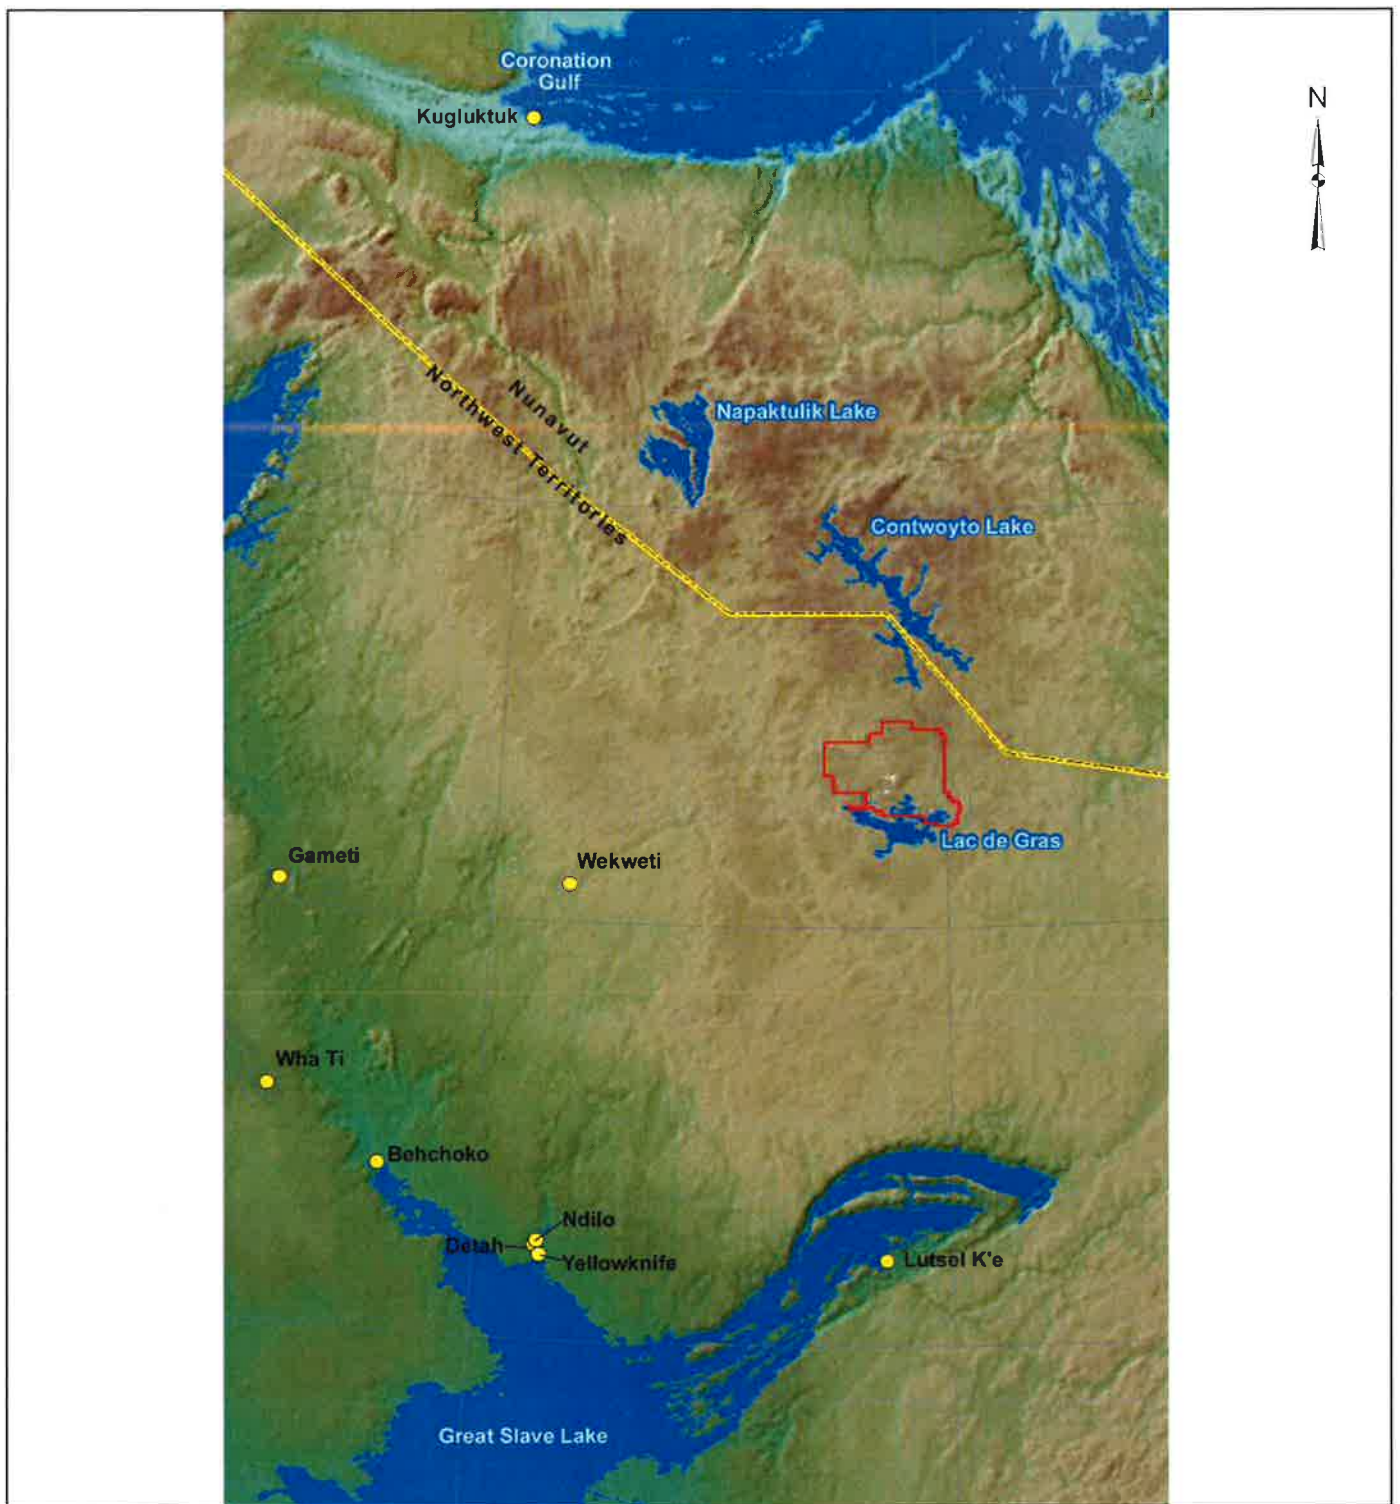 Coronation
Gulf
N
Kugluktuk
Nunavut
Northwest Territories
Napaktulik Lake
Contwoyto Lake
Lac de Gras
Gameti
Wekweti
Wha Ti
Behchoko
Ndilo
Detah
Yellowknife
Lutsel K'e
Great Slave Lake